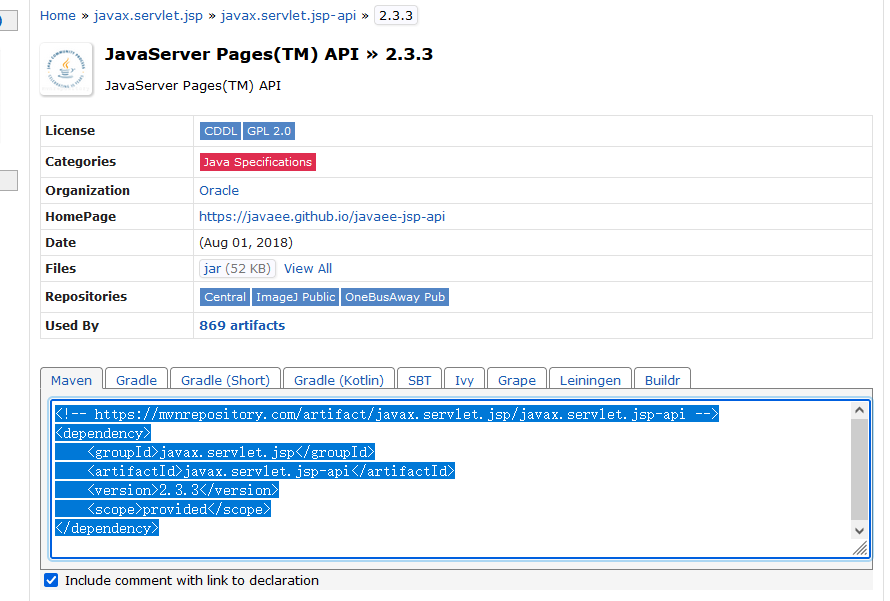 Home » javax.servlet.jsp » javax.servlet.jsp-api » 2.3.3
JavaServer Pages(TM) API » 2.3.3
JavaServer Pages(TM) API
License CDDL GPL 2.0
Categories Java Specifications
Organization Oracle
HomePage https://javaee.github.io/javaee-jsp-api
Date (Aug 01, 2018)
Files jar (52 KB) View All
Repositories Central ImageJ Public OneBusAway Pub
Used By 869 artifacts
Maven Gradle Gradle (Short) Gradle (Kotlin) SBT Ivy Grape Leiningen Buildr
<!-- https://mvnrepository.com/artifact/javax.servlet.jsp/javax.servlet.jsp-api -->
<dependency>
    <groupId>javax.servlet.jsp</groupId>
    <artifactId>javax.servlet.jsp-api</artifactId>
    <version>2.3.3</version>
    <scope>provided</scope>
</dependency>
Include comment with link to declaration